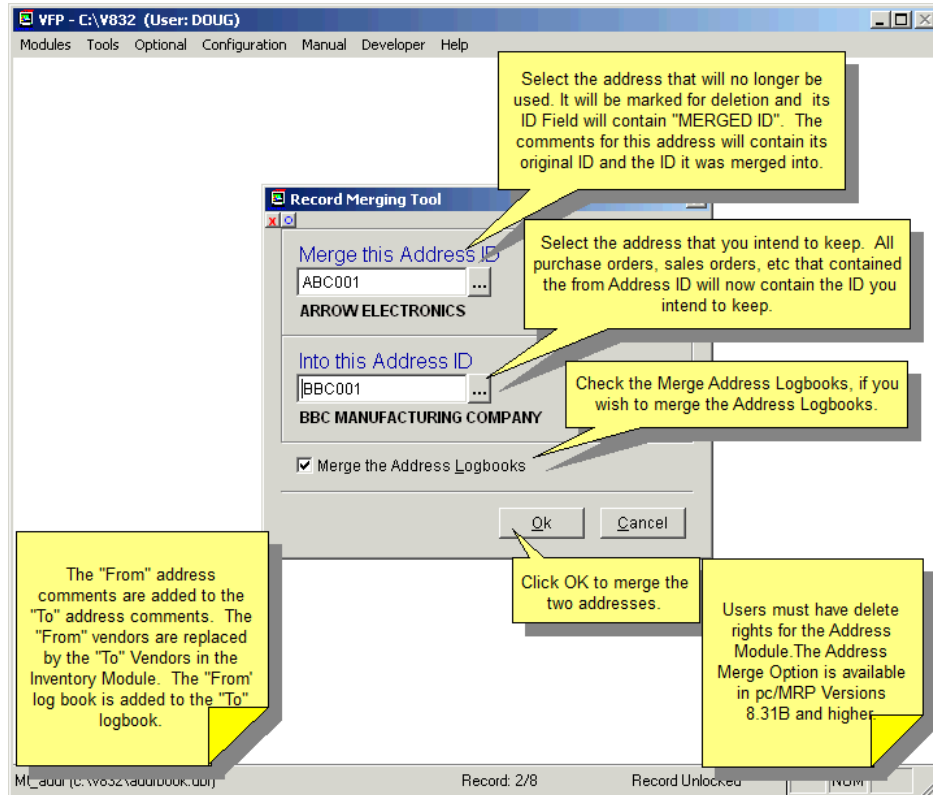 VFP - C:\V832 (User: DOUG)
Modules Tools Optional Configuration Manual Developer Help
Select the address that will no longer be
used. It will be marked for deletion and its
ID Field will contain "MERGED ID". The
comments for this address will contain its
original ID and the ID it was merged into.
Record Merging Tool
Merge this Address ID
ABC001
...
ARROW ELECTRONICS
Select the address that you intend to keep. All
purchase orders, sales orders, etc that contained
the from Address ID will now contain the ID you
intend to keep.
Into this Address ID
BBC001
...
BBC MANUFACTURING COMPANY
Check the Merge Address Logbooks, if you
wish to merge the Address Logbooks.
Merge the Address Logbooks
Ok Cancel
Click OK to merge the
two addresses.
The "From" address
comments are added to the
"To" address comments. The
"From" vendors are replaced
by the "To" Vendors in the
Inventory Module. The "From'
log book is added to the "To"
logbook.
Users must have delete
rights for the Address
Module.The Address
Merge Option is available
in pc/MRP Versions
8.31B and higher.
Record: 2/8 Record Unlocked NUM